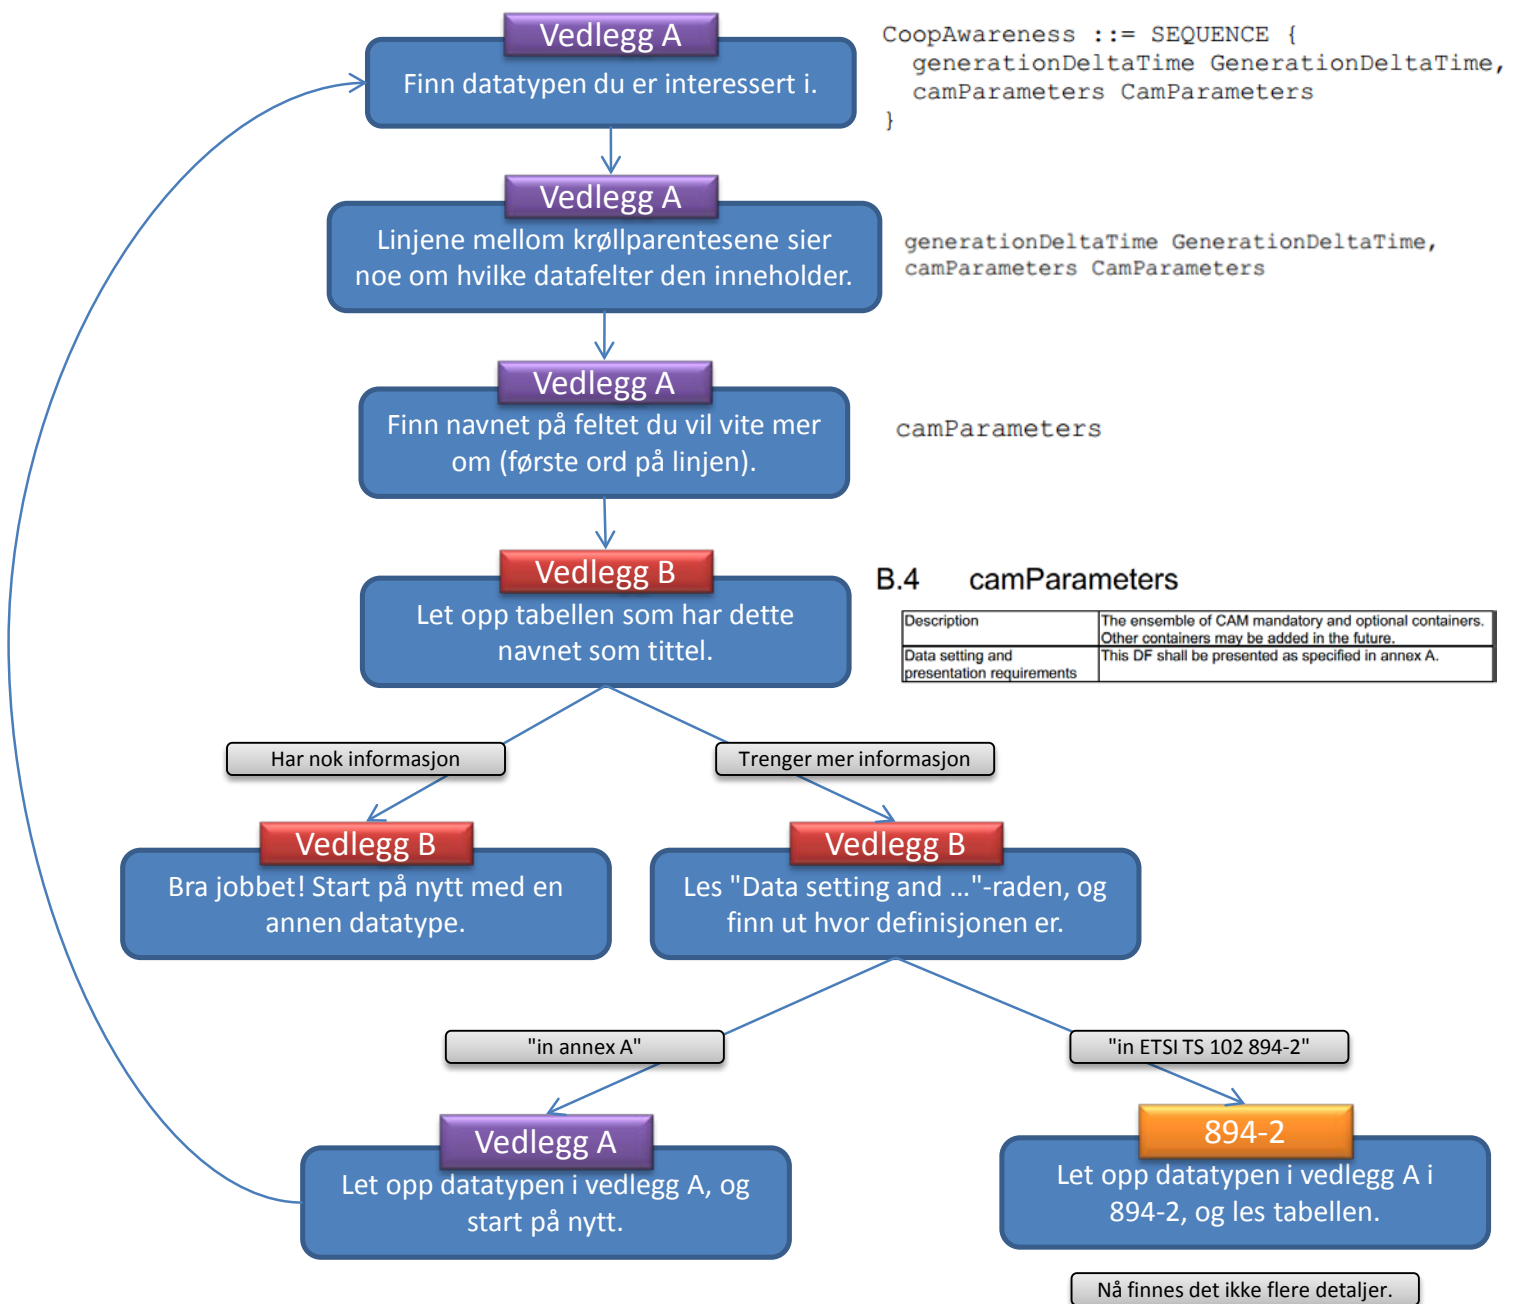 Vedlegg A
Finn datatypen du er interessert i.
CoopAwareness ::= SEQUENCE {
generationDeltaTime GenerationDeltaTime,
camParameters CamParameters
}
Vedlegg A
Linjene mellom krøllparentesene sier
noe om hvilke datafelter den inneholder.
generationDeltaTime GenerationDeltaTime,
camParameters CamParameters
Vedlegg A
Finn navnet på feltet du vil vite mer
om (første ord på linjen).
camParameters
Vedlegg B
Let opp tabellen som har dette
navnet som tittel.
B.4 camParameters
Description
The ensemble of CAM mandatory and optional containers.
Other containers may be added in the future.
Data setting and
presentation requirements
This DF shall be presented as specified in annex A.
Har nok informasjon
Trenger mer informasjon
Vedlegg B
Bra jobbet! Start på nytt med en
annen datatype.
Vedlegg B
Les "Data setting and ..."-raden, og
finn ut hvor definisjonen er.
"in annex A"
"in ETSI TS 102 894-2"
Vedlegg A
Let opp datatypen i vedlegg A, og
start på nytt.
894-2
Let opp datatypen i vedlegg A i
894-2, og les tabellen.
Nå finnes det ikke flere detaljer.